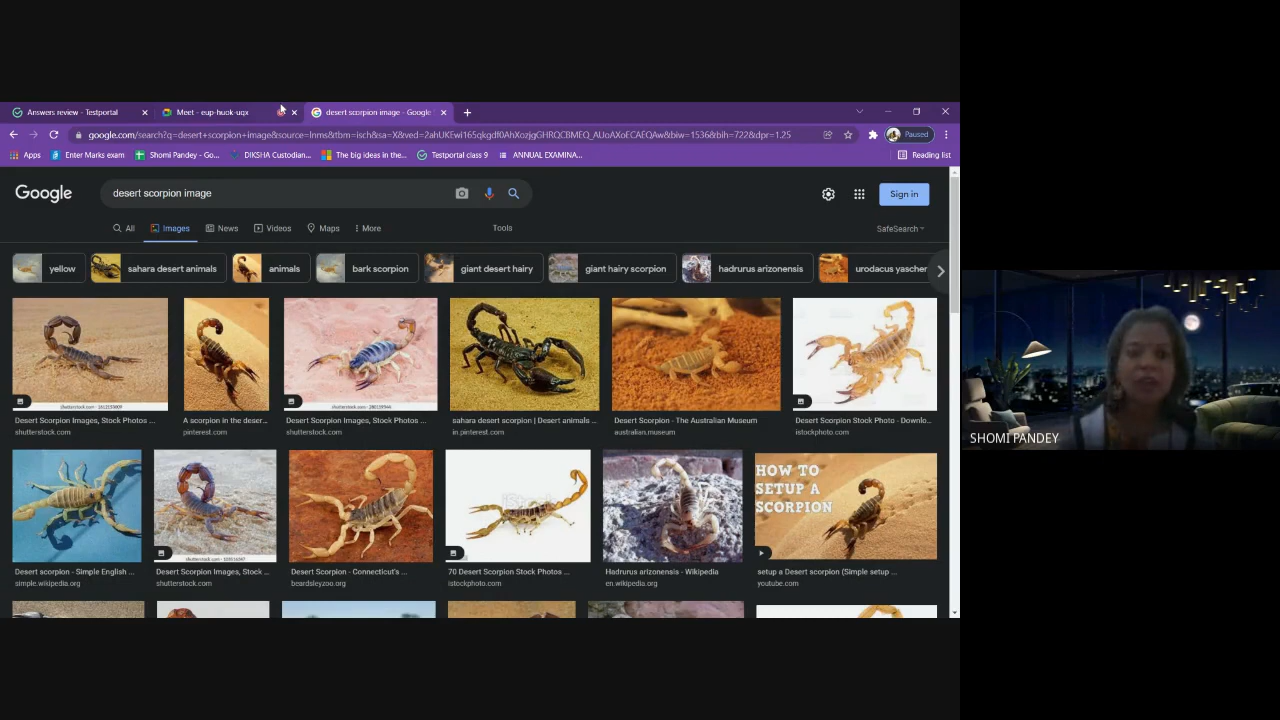 Answers review - Testportal
Meet - eup-huok-uqx
desert scorpion image - Google
google.com/search?q=desert+scorpion+image&source=lnms&tbm=isch&sa=X&ved=2ahUKEwi165qkgdf0AhXozjgGHRQCBMEQ_AUoAXoECAEQAw&biw=1536&bih=722&dpr=1.25
Paused
Apps
Enter Marks exam
Shomi Pandey - Go...
DIKSHA Custodian...
The big ideas in the...
Testportal class 9
ANNUAL EXAMINA...
Reading list
Google
desert scorpion image
Sign in
All
Images
News
Videos
Maps
More
Tools
SafeSearch
yellow
sahara desert animals
animals
bark scorpion
giant desert hairy
giant hairy scorpion
hadrurus arizonensis
urodacus yascher
Desert Scorpion Images, Stock Photos ...
shutterstock.com
A scorpion in the deser...
pinterest.com
Desert Scorpion Images, Stock Photos ...
shutterstock.com
sahara desert scorpion | Desert animals ...
in.pinterest.com
Desert Scorpion - The Australian Museum
australian.museum
Desert Scorpion Stock Photo - Downlo...
istockphoto.com
HOW TO
SETUP A
SCORPION
iStock
Desert scorpion - Simple English ...
simple.wikipedia.org
Desert Scorpion Images, Stock ...
shutterstock.com
Desert Scorpion - Connecticut's ...
beardsleyzoo.org
70 Desert Scorpion Stock Photos ...
istockphoto.com
Hadrurus arizonensis - Wikipedia
en.wikipedia.org
setup a Desert scorpion (Simple setup ...
youtube.com
SHOMI PANDEY